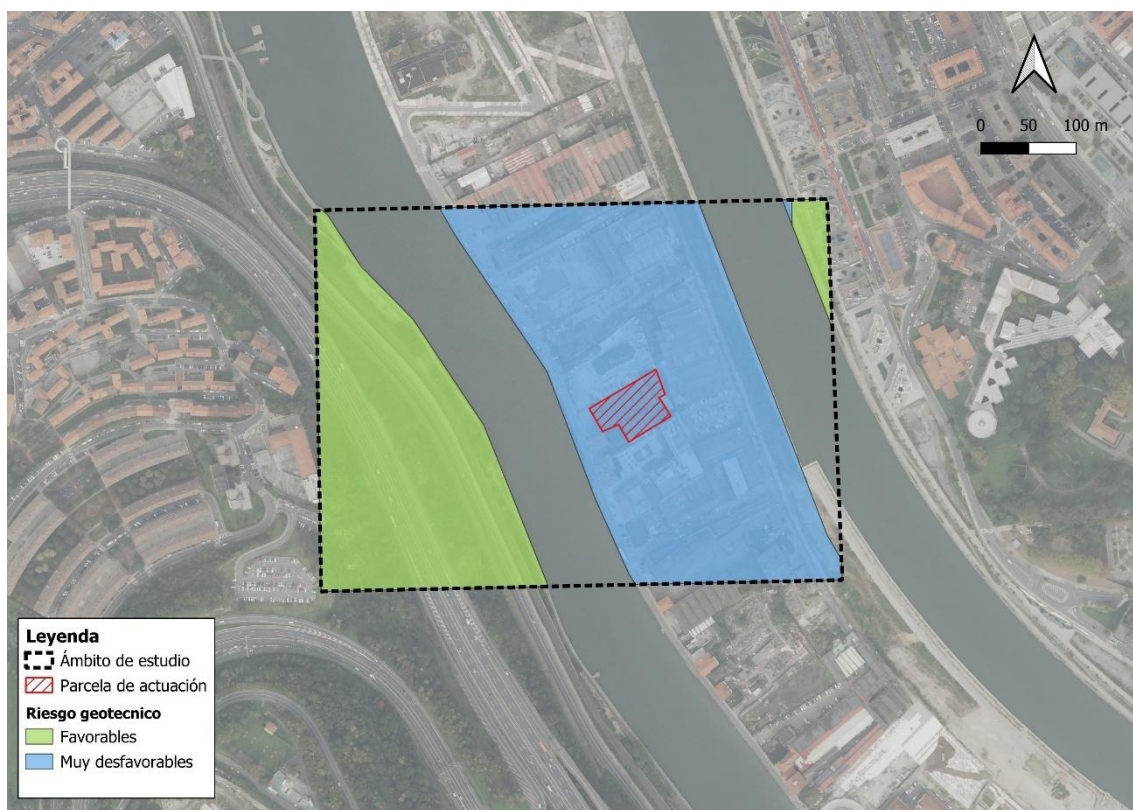 0 50 100 m
Leyenda
Ámbito de estudio
Parcela de actuación
Riesgo geotecnico
Favorables
Muy desfavorables